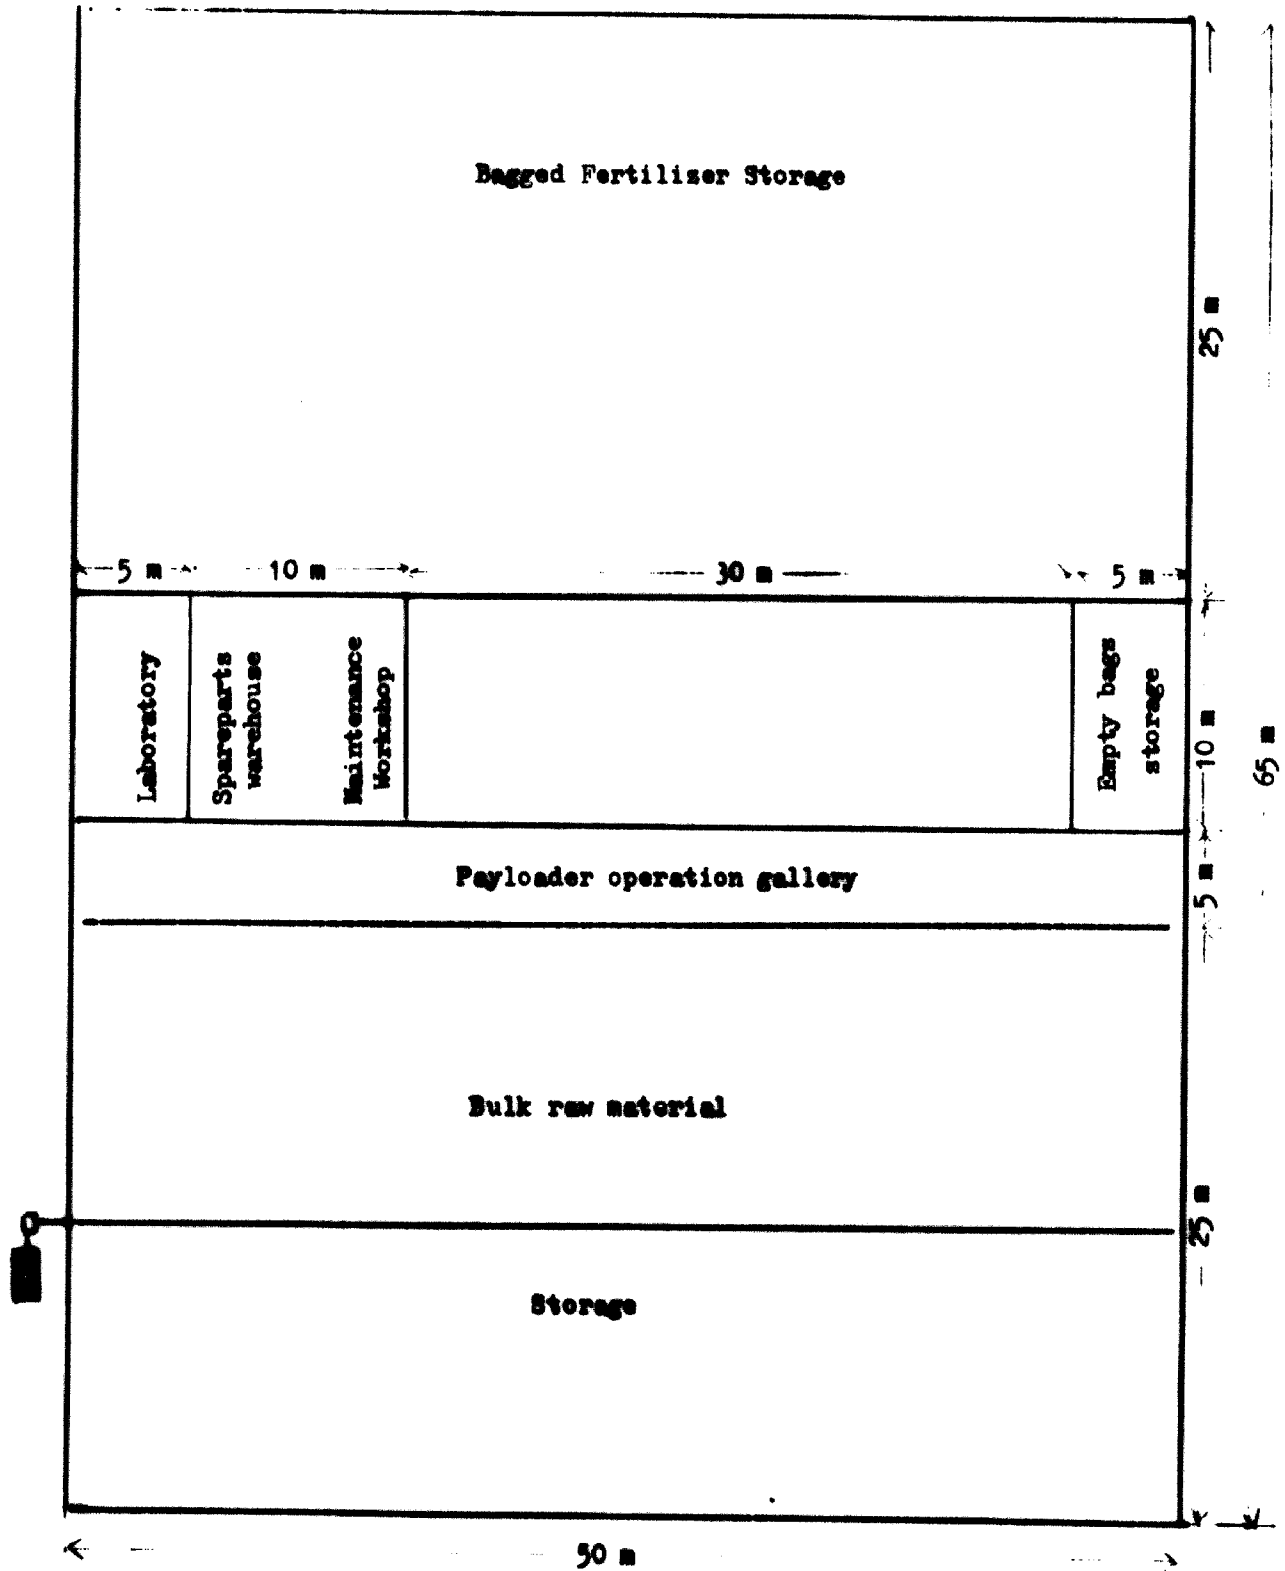 Bagged Fertilizer Storage
25 m
5 m
10 m
30 m
5 m
Laboratory
Spareparts
warehouse
Maintenance
Workshop
Empty bags
storage
10 m
65 m
Payloader operation gallery
5 m
Bulk raw material
25 m
Storage
50 m